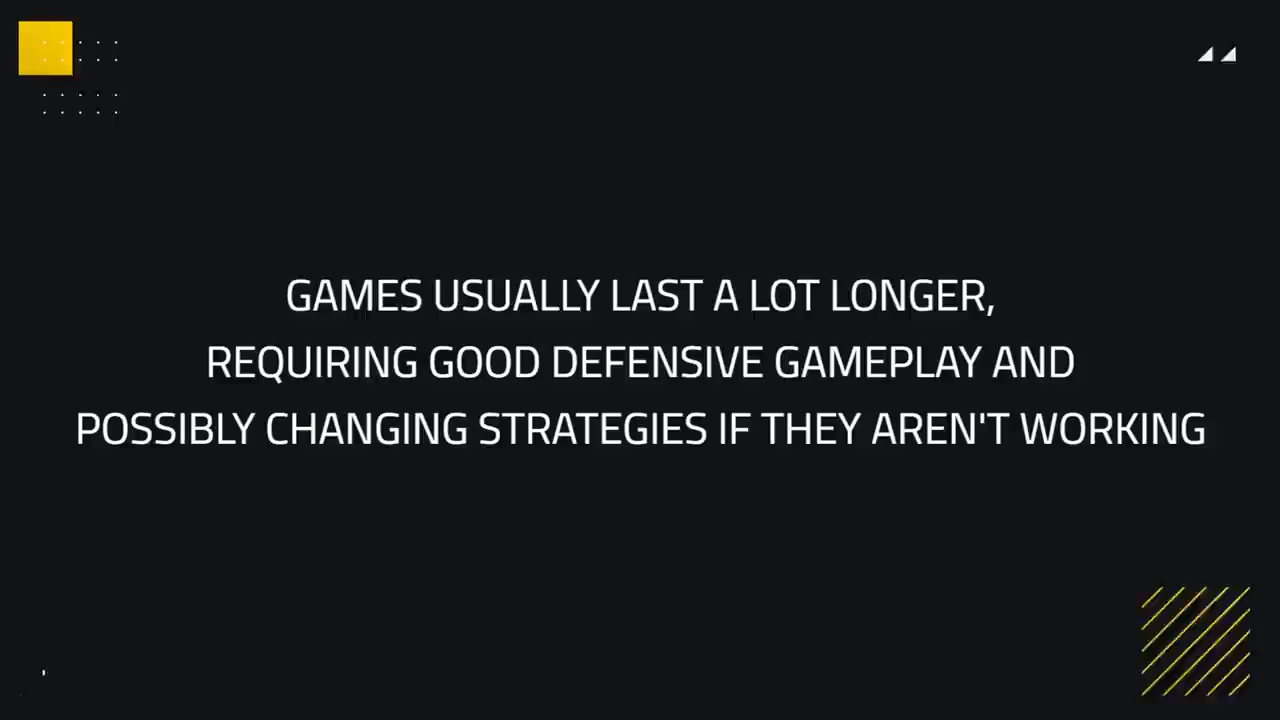 GAMES USUALLY LAST A LOT LONGER,
REQUIRING GOOD DEFENSIVE GAMEPLAY AND
POSSIBLY CHANGING STRATEGIES IF THEY AREN'T WORKING